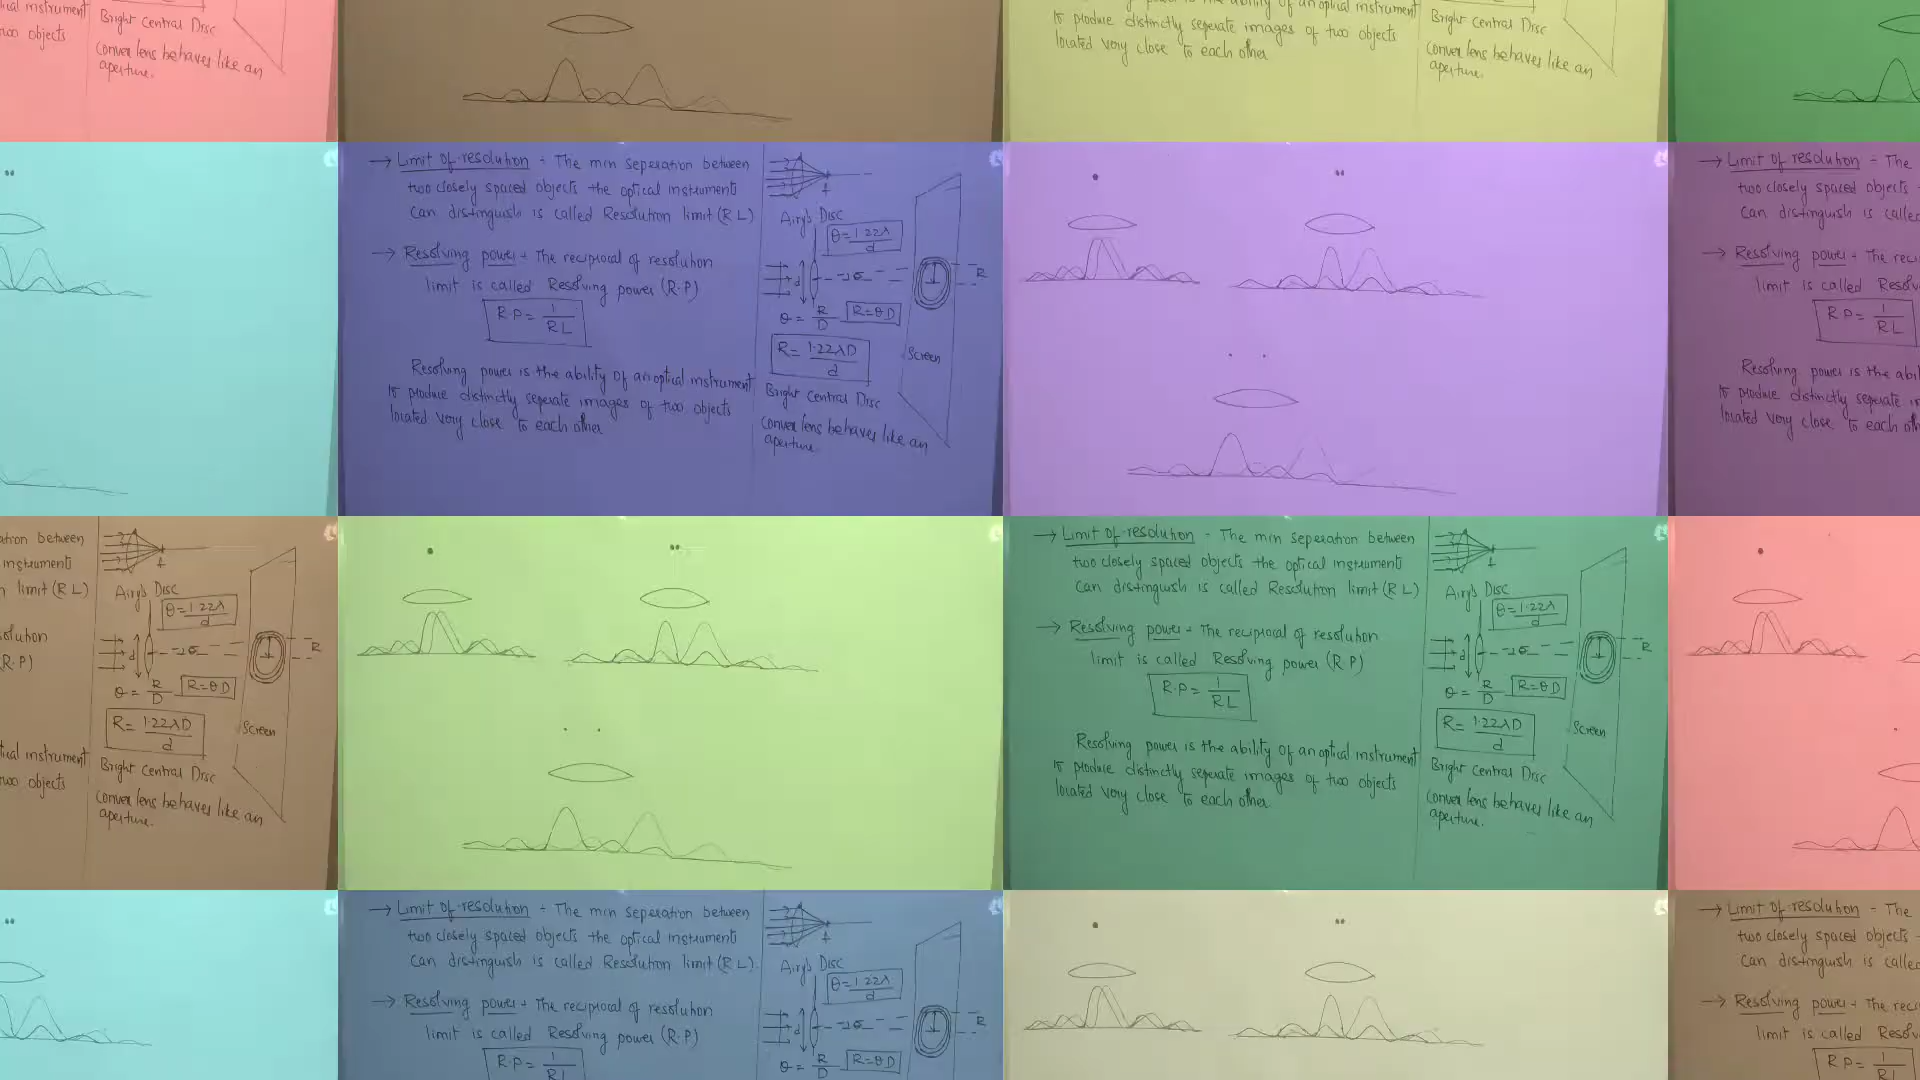 → Limit of resolution - The min seperation between
two closely spaced objects the optical instrument
can distinguish is called Resolution limit (R L)
→ Resolving power - The reciprocal of resolution
limit is called Resolving power (R.P)
R.P = 1/RL
Resolving power is the ability of an optical instrument
to produce distinctly seperate images of two objects
located very close to each other
Airy's Disc
θ = 1.22λ/d
d
R
θ = R/D R = θD
R = 1.22λD/d
Screen
Bright Central Disc
Convex lens behaves like an
aperture.